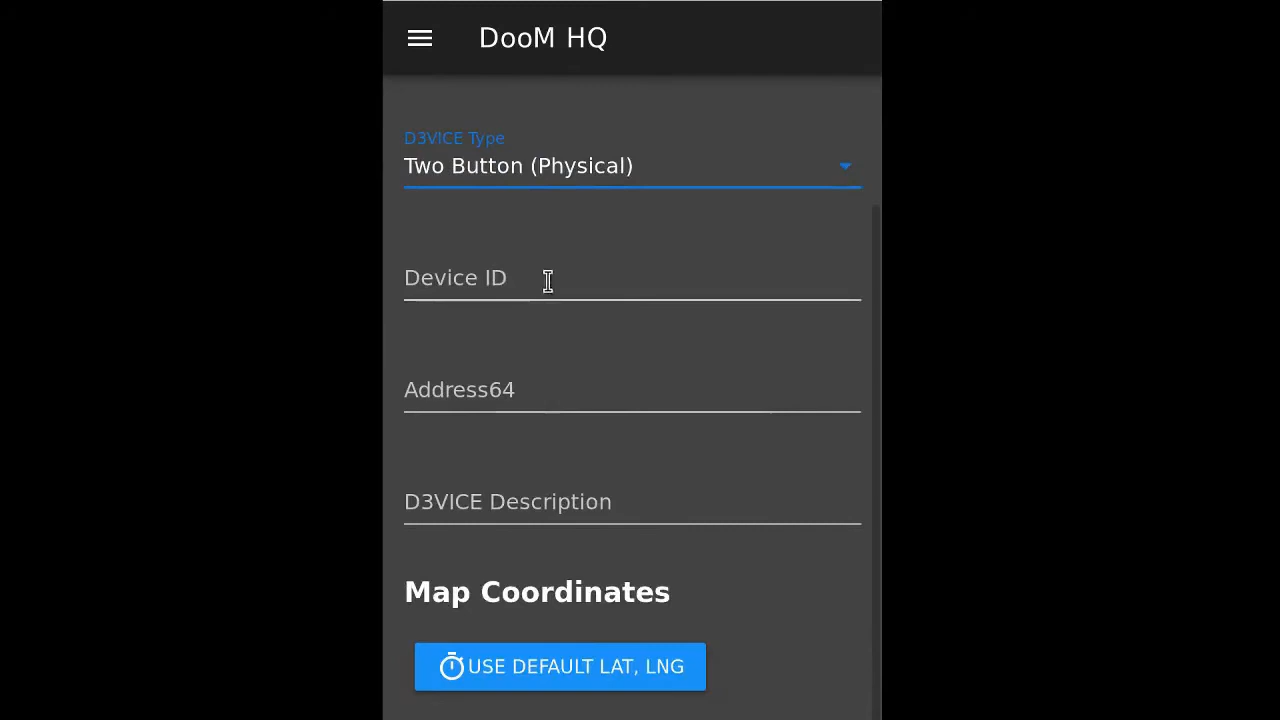 DooM HQ
D3VICE Type
Two Button (Physical)
Device ID
Address64
D3VICE Description
Map Coordinates
USE DEFAULT LAT, LNG